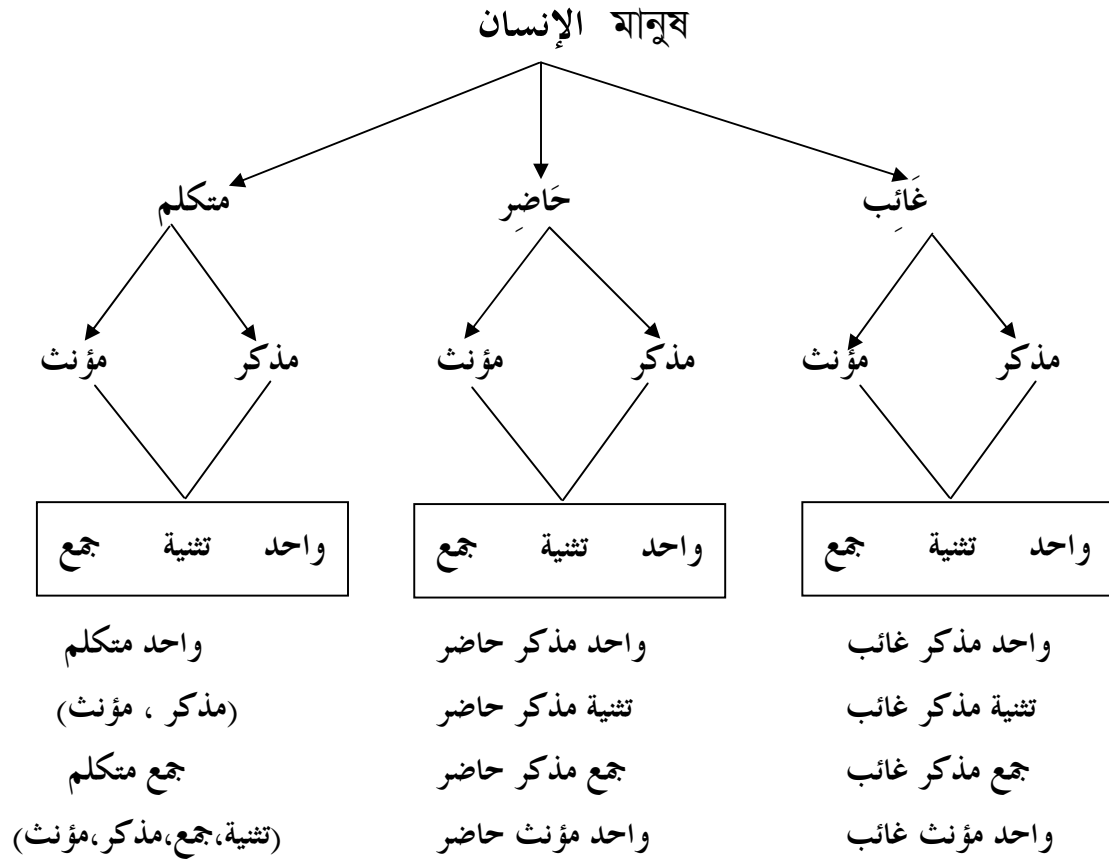 الإنسان মানুষ
غَائِب حَاضِر متكلم
مذكر مؤنث مذكر مؤنث مذكر مؤنث
واحد تثنية جمع واحد تثنية جمع واحد تثنية جمع
واحد مذكر غائب واحد مذكر حاضر واحد متكلم
تثنية مذكر غائب تثنية مذكر حاضر (مذكر ، مؤنث)
جمع مذكر غائب جمع مذكر حاضر جمع متكلم
واحد مؤنث غائب واحد مؤنث حاضر (تثنية،جمع،مذكر،مؤنث)